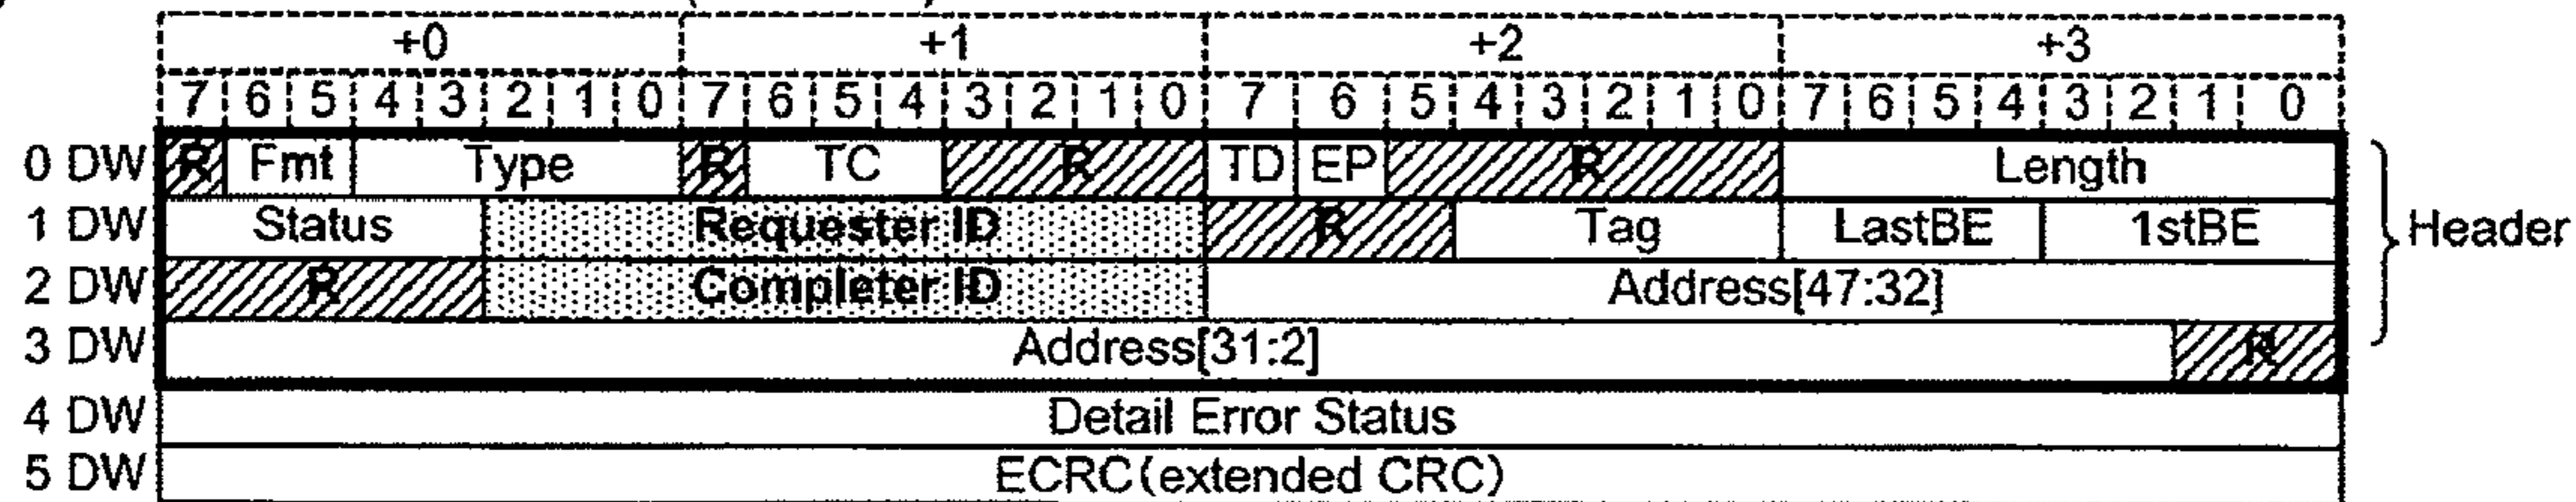 +0 +1 +2 +3
7 6 5 4 3 2 1 0 7 6 5 4 3 2 1 0 7 6 5 4 3 2 1 0 7 6 5 4 3 2 1 0
0 DW R Fmt Type R TC R TD EP R Length
1 DW Status Requester ID R Tag LastBE 1stBE
Header
2 DW R Completer ID Address[47:32]
3 DW Address[31:2] R
4 DW Detail Error Status
5 DW ECRC(extended CRC)